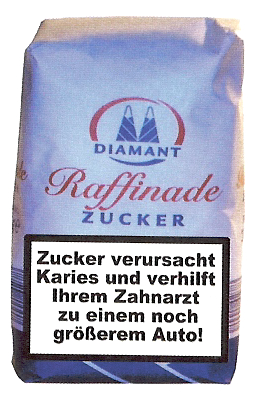 DIAMANT
Raffinade
ZUCKER
Zucker verursacht
Karies und verhilft
Ihrem Zahnarzt
zu einem noch
größerem Auto!